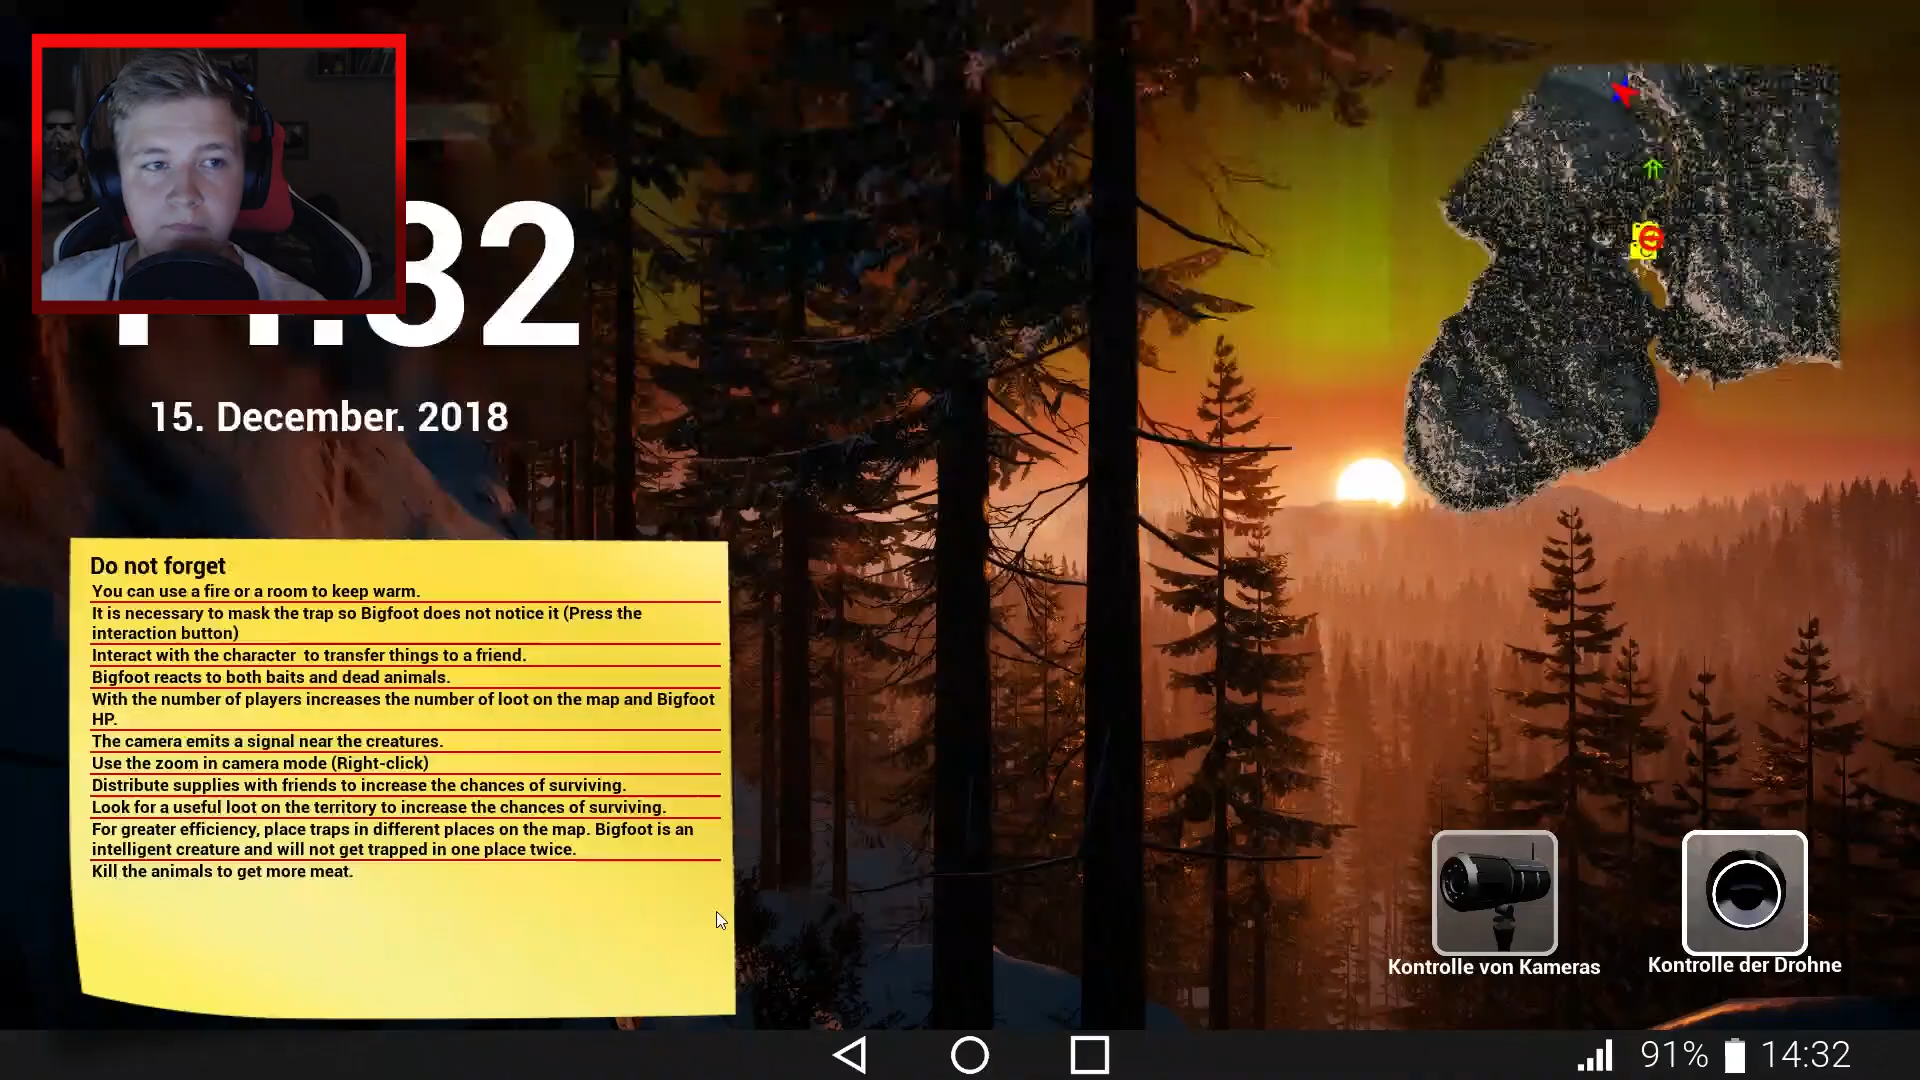 14:32
15. December. 2018
Do not forget
You can use a fire or a room to keep warm.
It is necessary to mask the trap so Bigfoot does not notice it (Press the
interaction button)
Interact with the character to transfer things to a friend.
Bigfoot reacts to both baits and dead animals.
With the number of players increases the number of loot on the map and Bigfoot
HP.
The camera emits a signal near the creatures.
Use the zoom in camera mode (Right-click)
Distribute supplies with friends to increase the chances of surviving.
Look for a useful loot on the territory to increase the chances of surviving.
For greater efficiency, place traps in different places on the map. Bigfoot is an
intelligent creature and will not get trapped in one place twice.
Kill the animals to get more meat.
Kontrolle von Kameras
Kontrolle der Drohne
91% 14:32